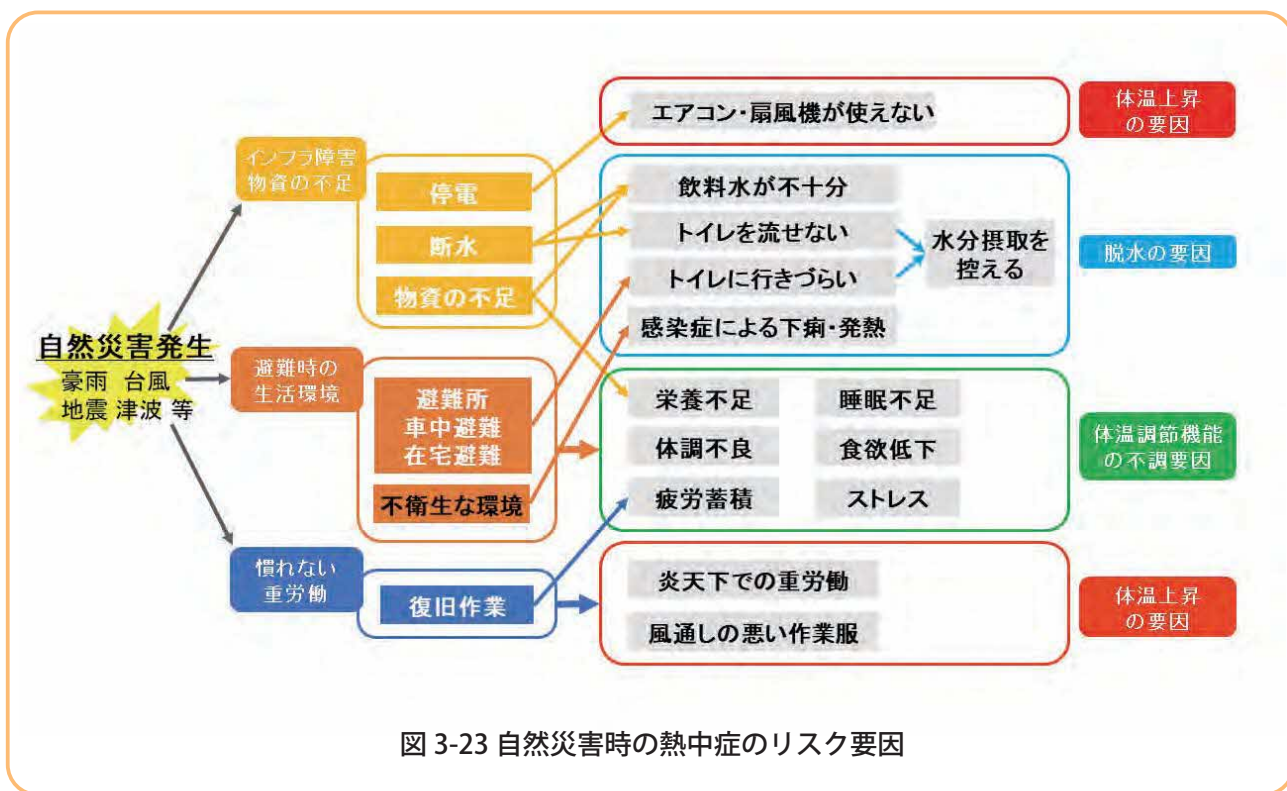 自然災害発生
豪雨 台風
地震 津波 等
インフラ障害
物資の不足
停電
断水
物資の不足
避難時の
生活環境
避難所
車中避難
在宅避難
不衛生な環境
慣れない
重労働
復旧作業
エアコン・扇風機が使えない
体温上昇
の要因
飲料水が不十分
トイレを流せない
トイレに行きづらい
感染症による下痢・発熱
水分摂取を
控える
脱水の要因
栄養不足
睡眠不足
体調不良
食欲低下
疲労蓄積
ストレス
体温調節機能
の不調要因
炎天下での重労働
風通しの悪い作業服
体温上昇
の要因
図 3-23 自然災害時の熱中症のリスク要因